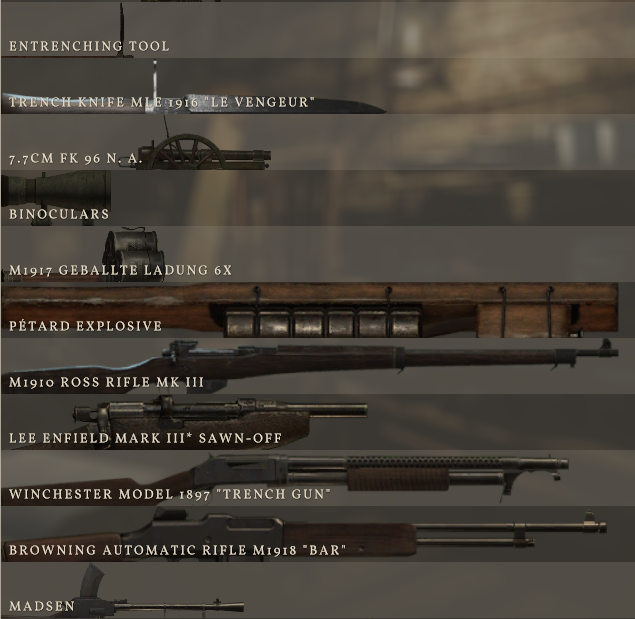 ENTRENCHING TOOL
TRENCH KNIFE MLE 1916 "LE VENGEUR"
7.7CM FK 96 N. A.
BINOCULARS
M1917 GEBALLTE LADUNG 6X
PÉTARD EXPLOSIVE
M1910 ROSS RIFLE MK III
LEE ENFIELD MARK III* SAWN-OFF
WINCHESTER MODEL 1897 "TRENCH GUN"
BROWNING AUTOMATIC RIFLE M1918 "BAR"
MADSEN